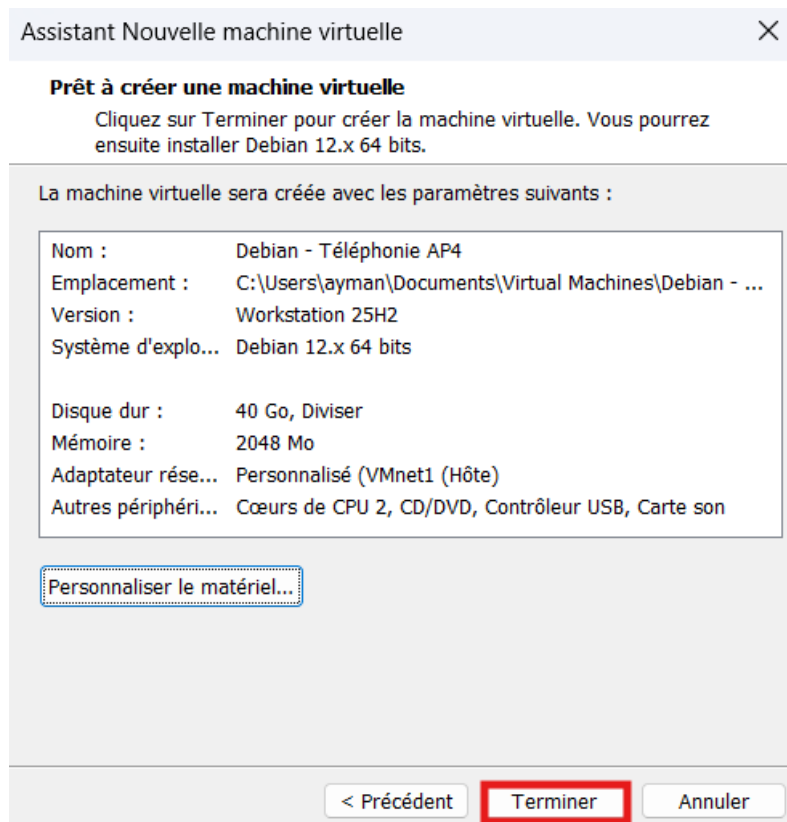 Assistant Nouvelle machine virtuelle
Prêt à créer une machine virtuelle
Cliquez sur Terminer pour créer la machine virtuelle. Vous pourrez
ensuite installer Debian 12.x 64 bits.
La machine virtuelle sera créée avec les paramètres suivants :
Nom : Debian - Téléphonie AP4
Emplacement : C:\Users\ayman\Documents\Virtual Machines\Debian - ...
Version : Workstation 25H2
Système d'explo... Debian 12.x 64 bits
Disque dur : 40 Go, Diviser
Mémoire : 2048 Mo
Adaptateur rése... Personnalisé (VMnet1 (Hôte)
Autres périphéri... Cœurs de CPU 2, CD/DVD, Contrôleur USB, Carte son
Personnaliser le matériel...
< Précédent Terminer Annuler